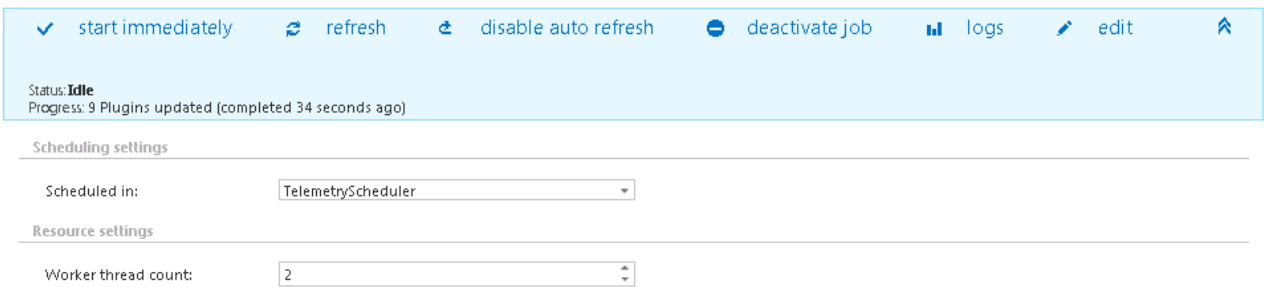 start immediately refresh disable auto refresh deactivate job logs edit
Status: Idle
Progress: 9 Plugins updated (completed 34 seconds ago)
Scheduling settings
Scheduled in: TelemetryScheduler
Resource settings
Worker thread count: 2